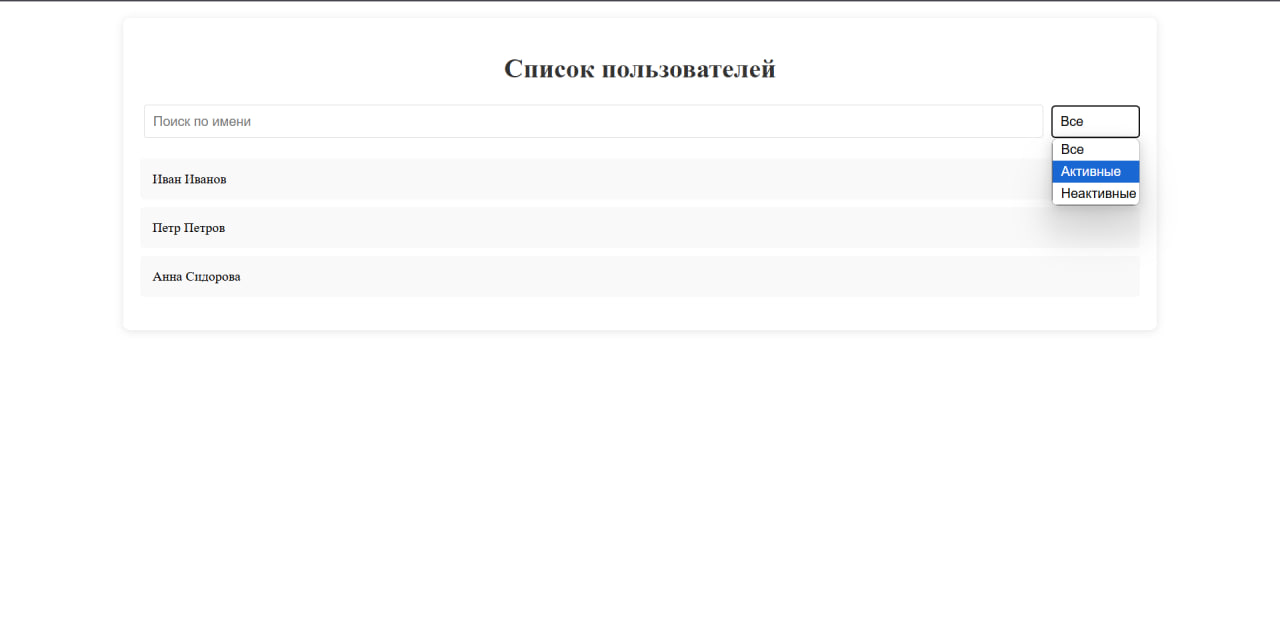 Список пользователей
Поиск по имени
Все
Все
Активные
Неактивные
Иван Иванов
Петр Петров
Анна Сидорова